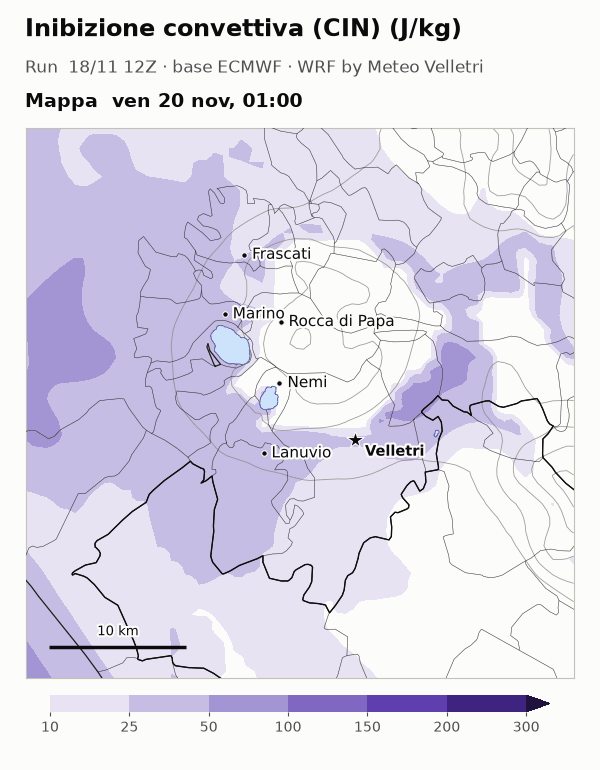 Inibizione convettiva (CIN) (J/kg)
Run 18/11 12Z · base ECMWF · WRF by Meteo Velletri
Mappa ven 20 nov, 01:00
Frascati
Marino
Rocca di Papa
Nemi
Velletri
Lanuvio
10 km
10 25 50 100 150 200 300